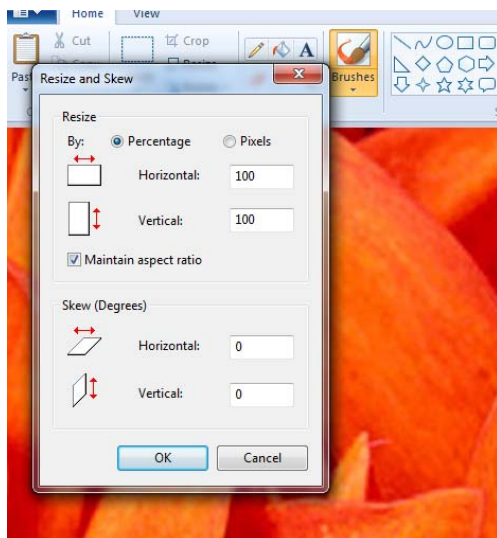 Home View
Cut
Crop
A
Brushes
Resize and Skew
Resize
By: Percentage Pixels
Horizontal: 100
Vertical: 100
Maintain aspect ratio
Skew (Degrees)
Horizontal: 0
Vertical: 0
OK Cancel